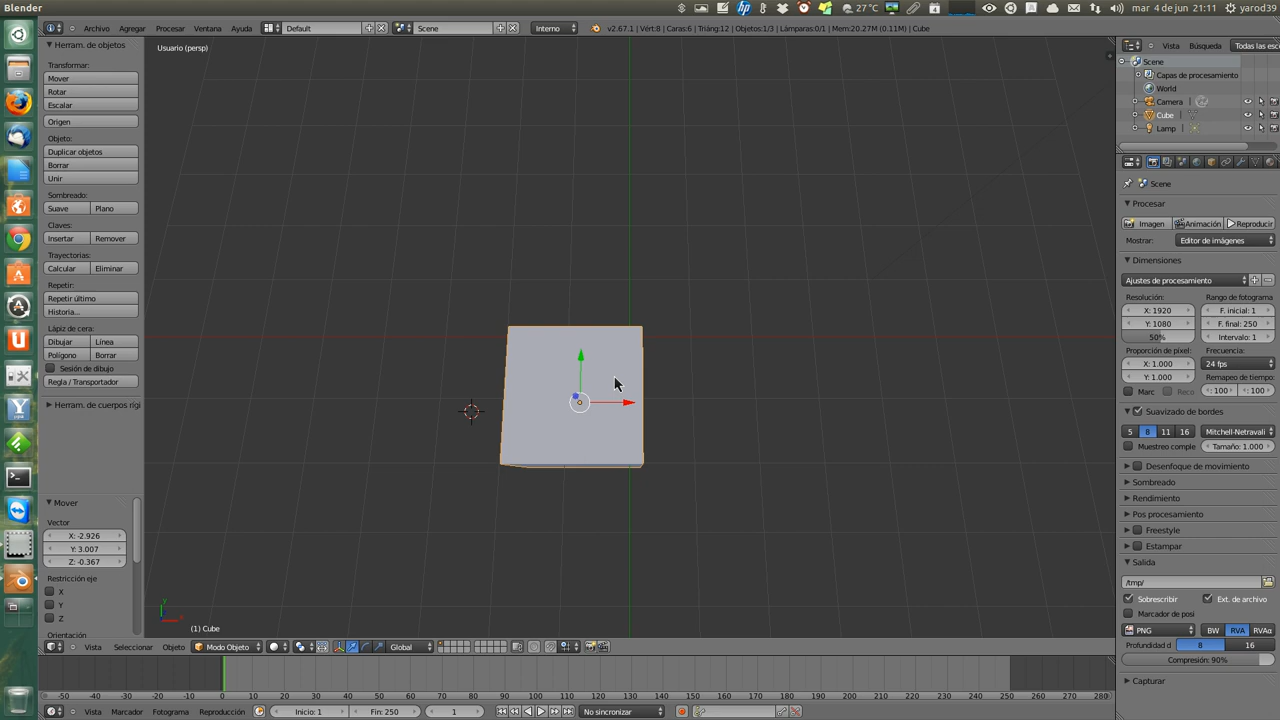 Blender
27°C
4
mar 4 de jun 21:11
yarod39
Archivo Agregar Procesar Ventana Ayuda
Default
Scene
Interno
v2.67.1 | Vért:8 | Caras:6 | Triáng:12 | Objetos:1/3 | Lámparas:0/1 | Mem:20.27M (0.11M) | Cube
Vista Búsqueda
Herram. de objetos
Transformar:
Mover
Rotar
Escalar
Origen
Objeto:
Duplicar objetos
Borrar
Unir
Sombreado:
Suave Plano
Claves:
Insertar Remover
Trayectorias:
Calcular Eliminar
Repetir:
Repetir último
Historia...
Lápiz de cera:
Dibujar Línea
Polígono Borrar
Sesión de dibujo
Regla / Transportador
Mover
Vector
X: -2.926
Y: 3.007
Z: -0.367
Restricción eje
X
Y
Z
Orientación
Usuario (persp)
(1) Cube
Scene
Capas de procesamiento
World
Camera
Cube
Lamp
Scene
Procesar
Imagen Animación Reproducir
Mostrar: Editor de imágenes
Dimensiones
Ajustes de procesamiento
Resolución: Rango de fotograma
X: 1920 F. inicial: 1
Y: 1080 F. final: 250
50% Intervalo: 1
Proporción de píxel: Frecuencia:
X: 1.000 24 fps
Y: 1.000 Remapeo de tiempo:
Marc Reco : 100 : 100
Suavizado de bordes
5 8 11 16 Mitchell-Netravali
Muestreo comple Tamaño: 1.000
Desenfoque de movimiento
Sombreado
Rendimiento
Pos procesamiento
Freestyle
Estampar
Salida
/tmp/
Sobrescribir Ext. de archivo
Marcador de posi
PNG BW RVA RVAα
Profundidad d 8 16
Compresión: 90%
Capturar
Vista Seleccionar Objeto Modo Objeto Global
-50 -40 -30 -20 -10 0 10 20 30 40 50 60 70 80 90 100 110 120 130 140 150 160 170 180 190 200 210 220 230 240 250 260 270 280
Vista Marcador Fotograma Reproducción Inicio: 1 Fin: 250 1 No sincronizar